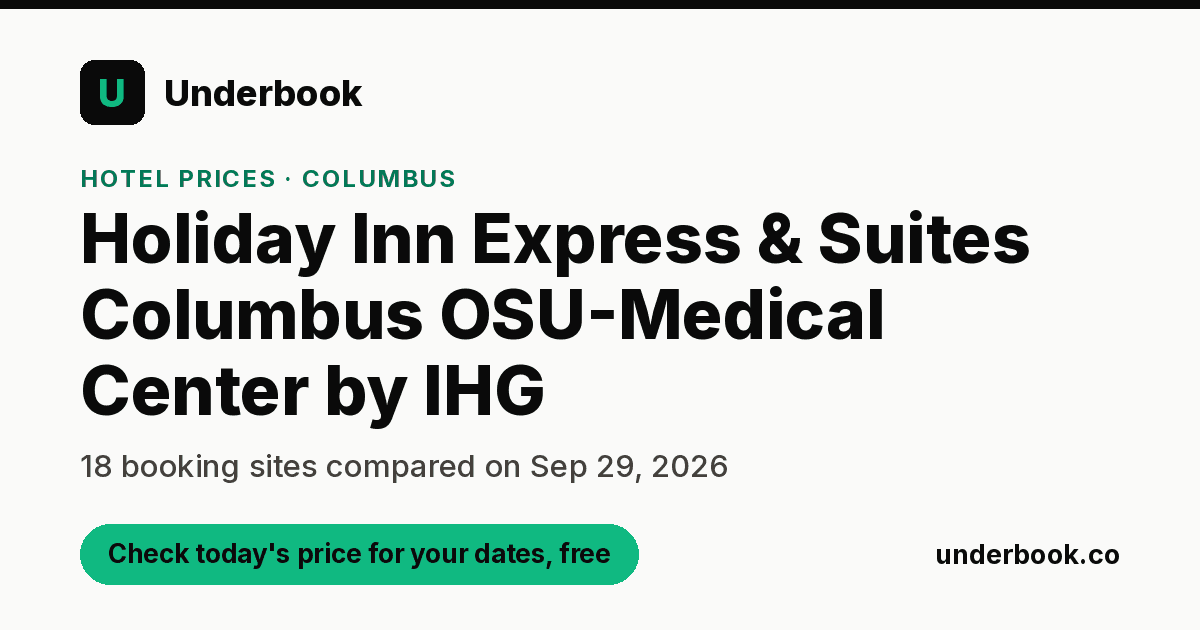 U Underbook
HOTEL PRICES · COLUMBUS
Holiday Inn Express & Suites
Columbus OSU-Medical
Center by IHG
18 booking sites compared on Sep 29, 2026
Check today's price for your dates, free
underbook.co